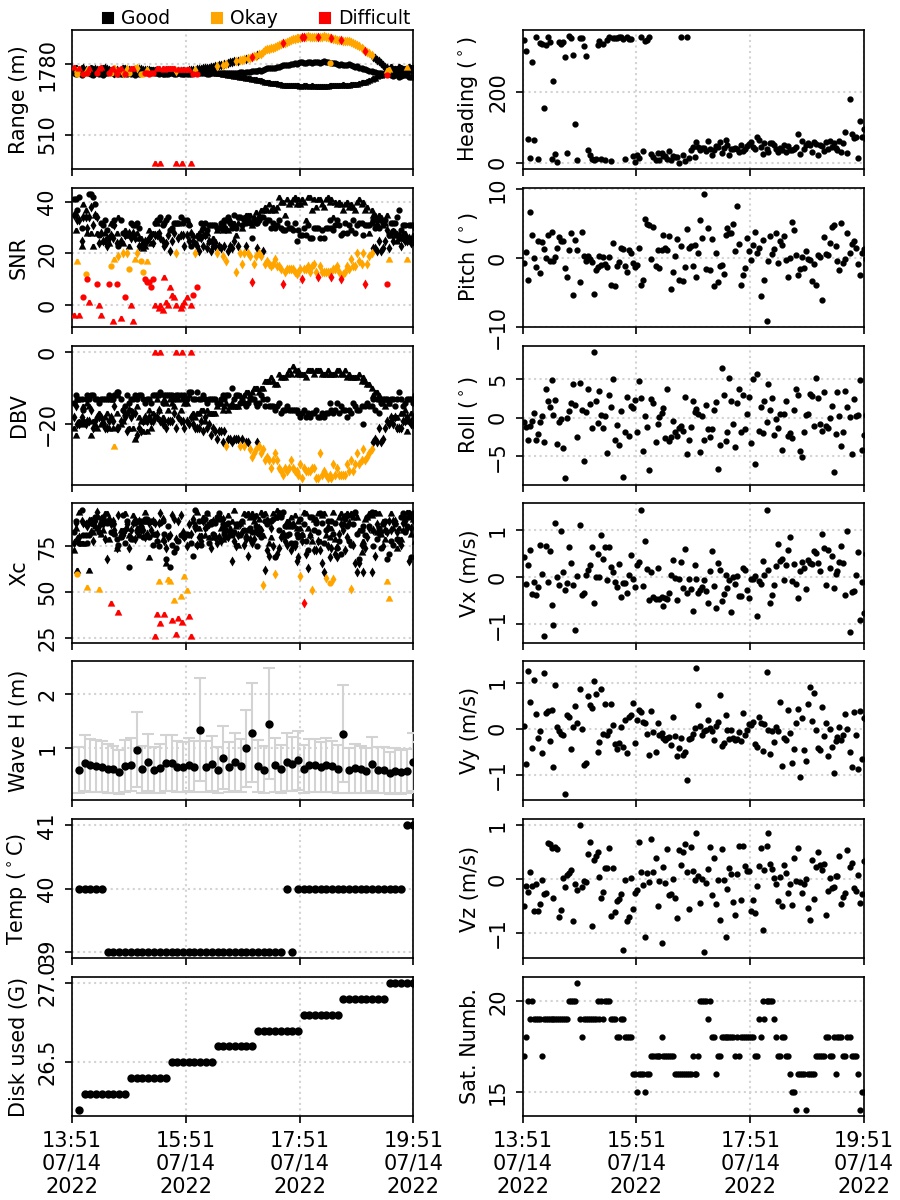 Good Okay Difficult
Range (m)
1780
510
Heading (°)
200
0
SNR
40
20
0
Pitch (°)
10
0
−10
DBV
0
−20
Roll (°)
5
0
−5
Xc
75
50
25
Vx (m/s)
1
0
−1
Wave H (m)
2
1
Vy (m/s)
1
0
−1
Temp (°C)
41
40
39
Vz (m/s)
1
0
−1
Disk used (G)
27.0
26.5
Sat. Numb.
20
15
13:51 15:51 17:51 19:51 13:51 15:51 17:51 19:51
07/14 07/14 07/14 07/14 07/14 07/14 07/14 07/14
2022 2022 2022 2022 2022 2022 2022 2022